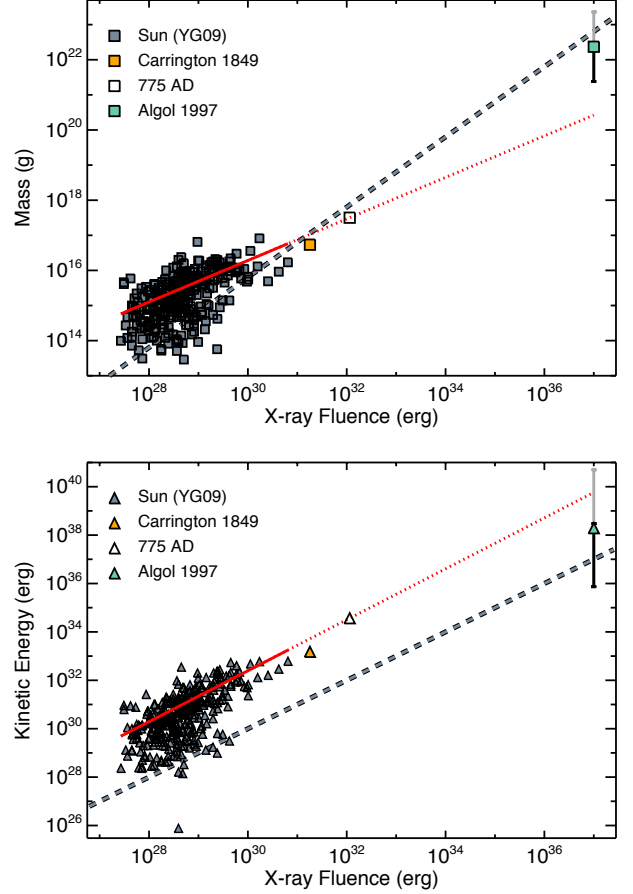 Sun (YG09)
Carrington 1849
775 AD
Algol 1997
Mass (g)
10^22
10^20
10^18
10^16
10^14
10^28 10^30 10^32 10^34 10^36
X-ray Fluence (erg)
Sun (YG09)
Carrington 1849
775 AD
Algol 1997
Kinetic Energy (erg)
10^40
10^38
10^36
10^34
10^32
10^30
10^28
10^26
10^28 10^30 10^32 10^34 10^36
X-ray Fluence (erg)